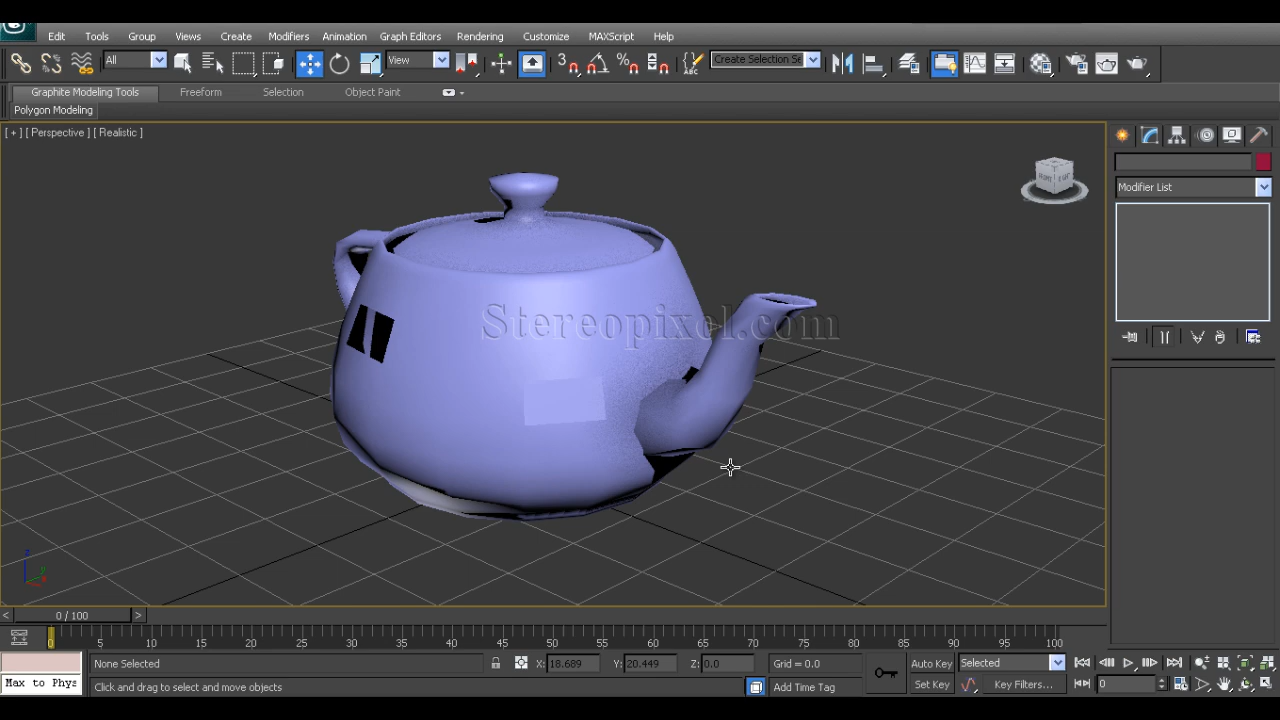 Edit Tools Group Views Create Modifiers Animation Graph Editors Rendering Customize MAXScript Help
All View 3 Create Selection Se
Graphite Modeling Tools Freeform Selection Object Paint
Polygon Modeling
[ + ] [ Perspective ] [ Realistic ]
Modifier List
Stereopixel.com
< 0 / 100 >
0 5 10 15 20 25 30 35 40 45 50 55 60 65 70 75 80 85 90 95 100
None Selected X: 18.689 Y: 20.449 Z: 0.0 Grid = 0.0 Auto Key Selected
Max to Phys Click and drag to select and move objects Add Time Tag Set Key Key Filters... 0